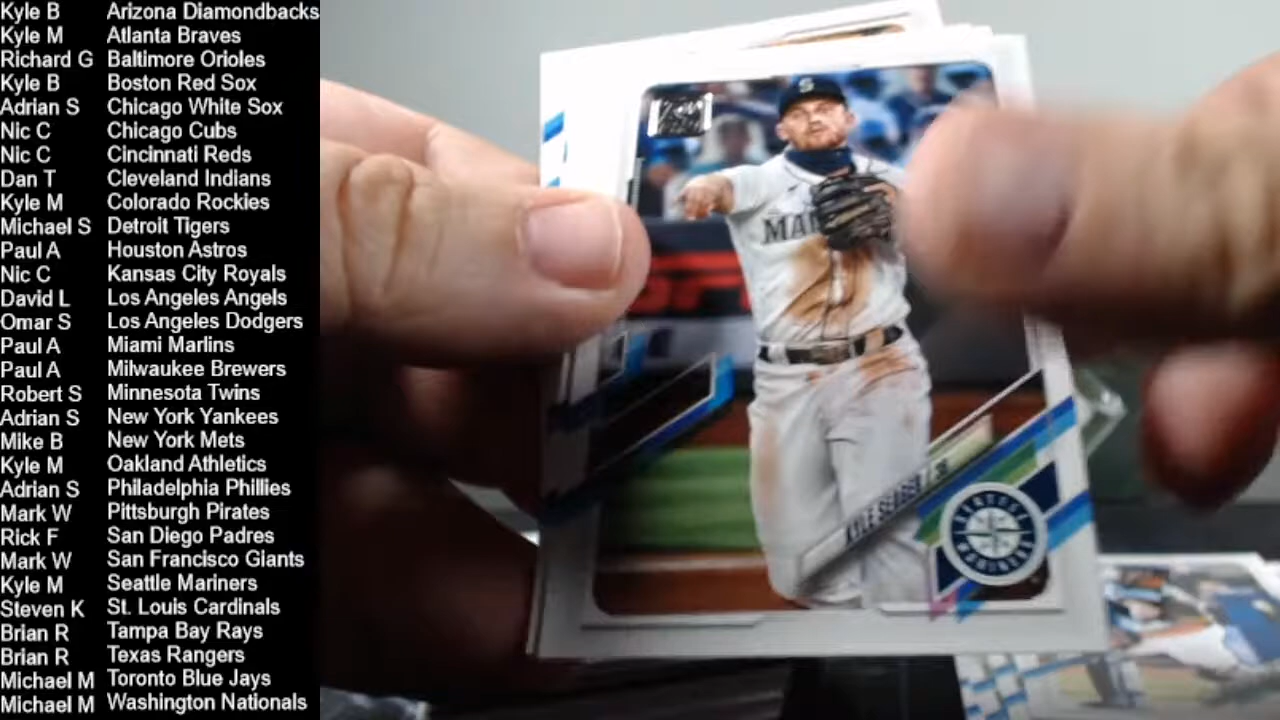 Kyle B Arizona Diamondbacks
Kyle M Atlanta Braves
Richard G Baltimore Orioles
Kyle B Boston Red Sox
Adrian S Chicago White Sox
Nic C Chicago Cubs
Nic C Cincinnati Reds
Dan T Cleveland Indians
Kyle M Colorado Rockies
Michael S Detroit Tigers
Paul A Houston Astros
Nic C Kansas City Royals
David L Los Angeles Angels
Omar S Los Angeles Dodgers
Paul A Miami Marlins
Paul A Milwaukee Brewers
Robert S Minnesota Twins
Adrian S New York Yankees
Mike B New York Mets
Kyle M Oakland Athletics
Adrian S Philadelphia Phillies
Mark W Pittsburgh Pirates
Rick F San Diego Padres
Mark W San Francisco Giants
Kyle M Seattle Mariners
Steven K St. Louis Cardinals
Brian R Tampa Bay Rays
Brian R Texas Rangers
Michael M Toronto Blue Jays
Michael M Washington Nationals
S
KYLE SEAGER / 3B
SEATTLE
MARINERS